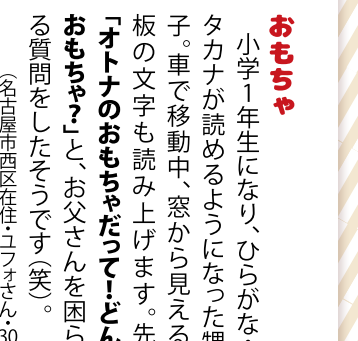 おもちゃ
小学1年生になり、ひらがな・
タカナが読めるようになった
子。車で移動中、窓から見える
板の文字も読み上げます。先
「オトナのおもちゃだって!どん
おもちゃ?」と、お父さんを困ら
る質問をしたそうです(笑)。
(名古屋市西区在住・ユフォさん・30